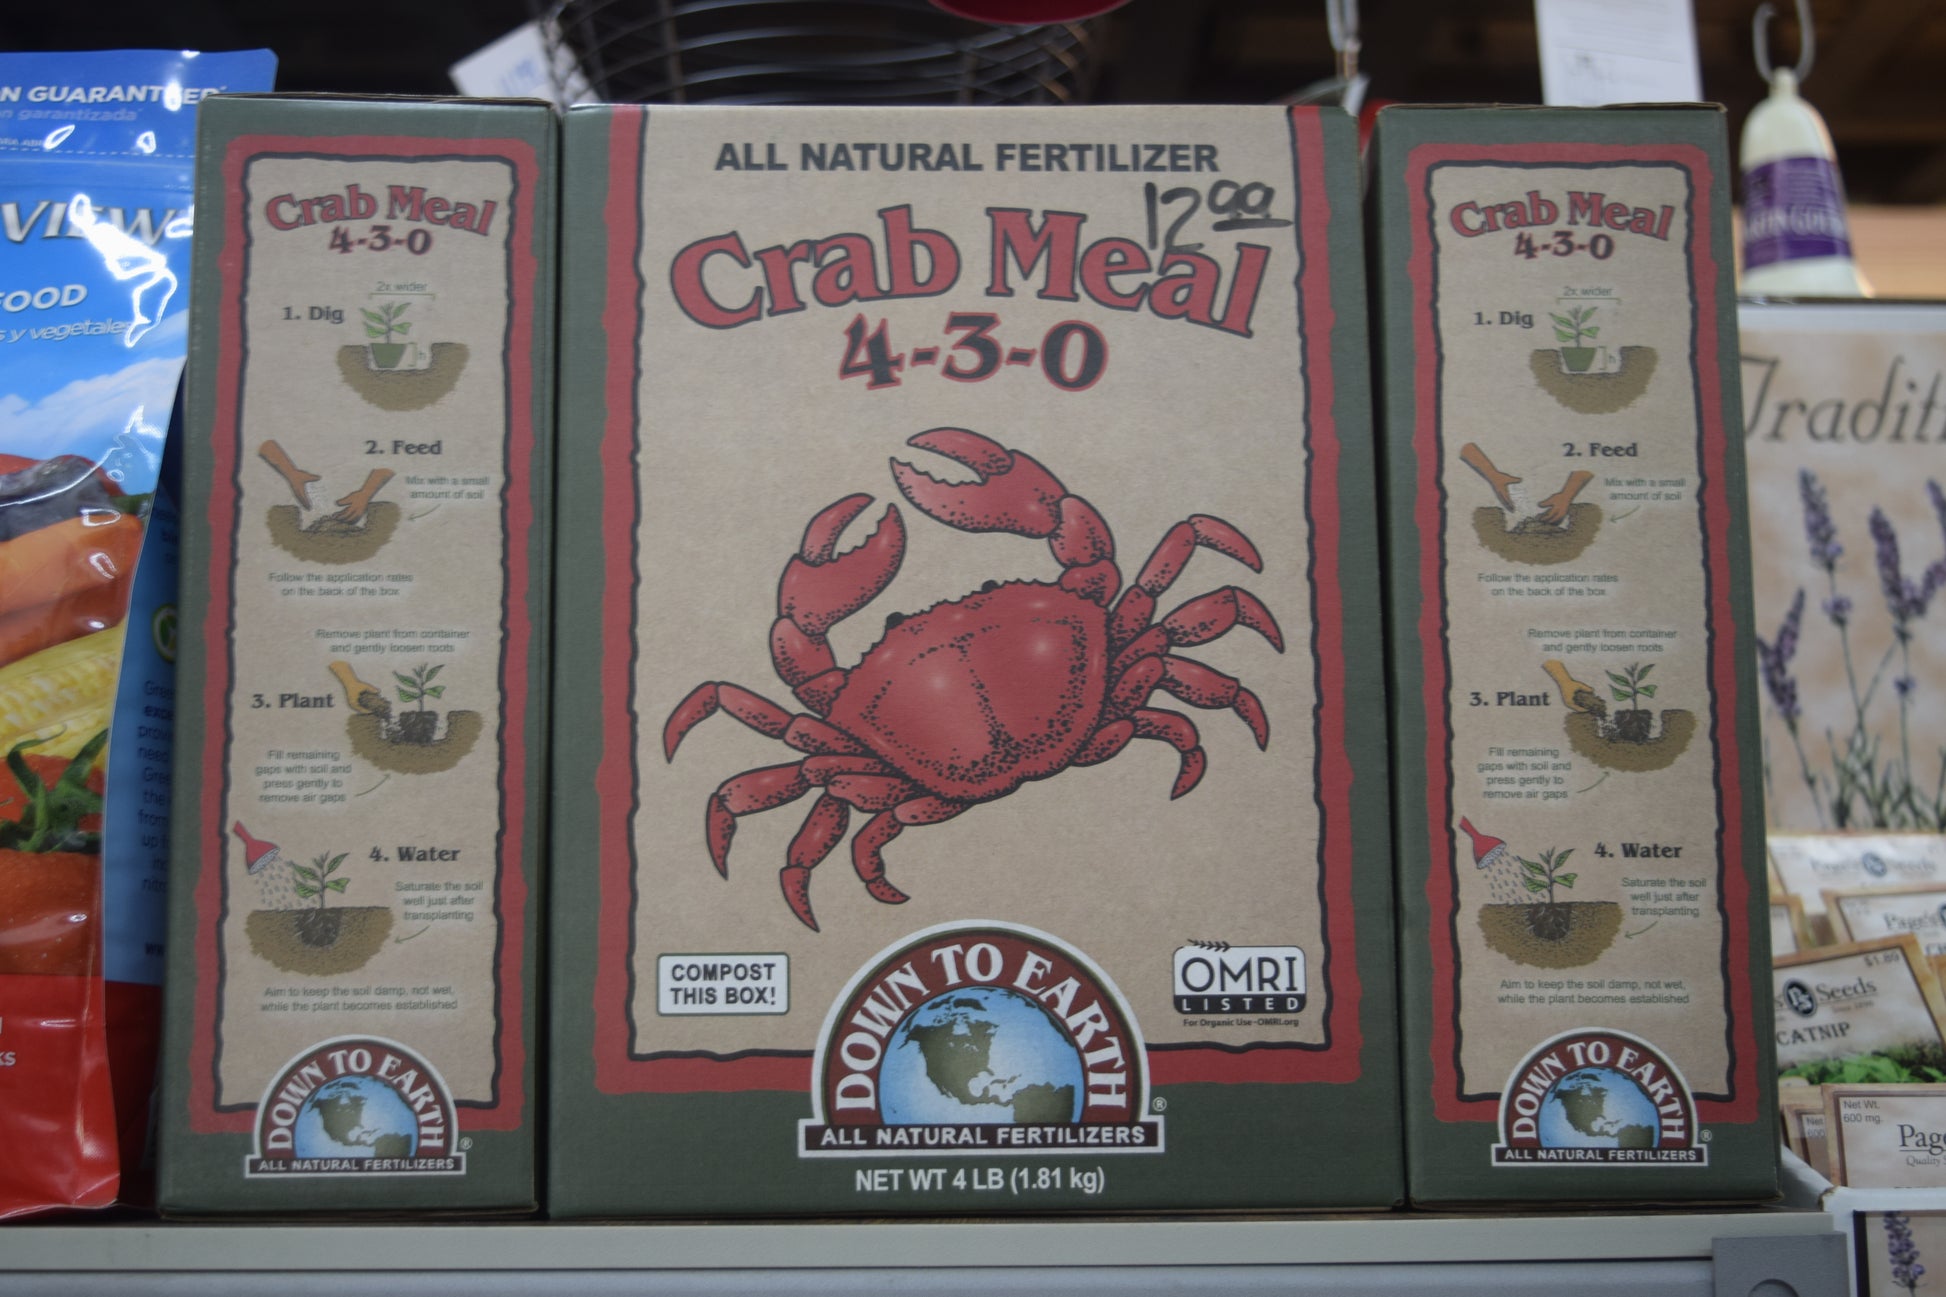 GUARANTEED
n garantizada
VIEW
FOOD
s y vegetales
Crab Meal
4-3-0
2x wider
1. Dig
h
2. Feed
Mix with a small
amount of soil
Follow the application rates
on the back of the box
Remove plant from container
and gently loosen roots
3. Plant
Fill remaining
gaps with soil and
press gently to
remove air gaps
4. Water
Saturate the soil
well just after
transplanting
Aim to keep the soil damp, not wet,
while the plant becomes established
DOWN TO EARTH
®
ALL NATURAL FERTILIZERS
ALL NATURAL FERTILIZER
12.99
Crab Meal
4-3-0
COMPOST
THIS BOX!
OMRI
LISTED
For Organic Use-OMRI.org
DOWN TO EARTH
®
ALL NATURAL FERTILIZERS
NET WT 4 LB (1.81 kg)
Crab Meal
4-3-0
2x wider
1. Dig
h
2. Feed
Mix with a small
amount of soil
Follow the application rates
on the back of the box
Remove plant from container
and gently loosen roots
3. Plant
Fill remaining
gaps with soil and
press gently to
remove air gaps
4. Water
Saturate the soil
well just after
transplanting
Aim to keep the soil damp, not wet,
while the plant becomes established
DOWN TO EARTH
®
ALL NATURAL FERTILIZERS
Traditi
Page's Seeds
Page's
$1.89
Seeds
CATNIP
Net Wt.
600 mg.
Page
Quality S